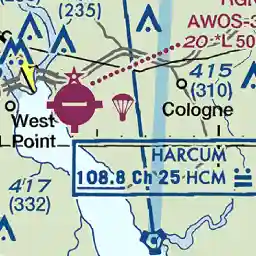 (235)
AWOS-3
20 *L 50
415
(310)
Cologne
West
Point
HARCUM
108.8 Ch 25 HCM
417
(332)